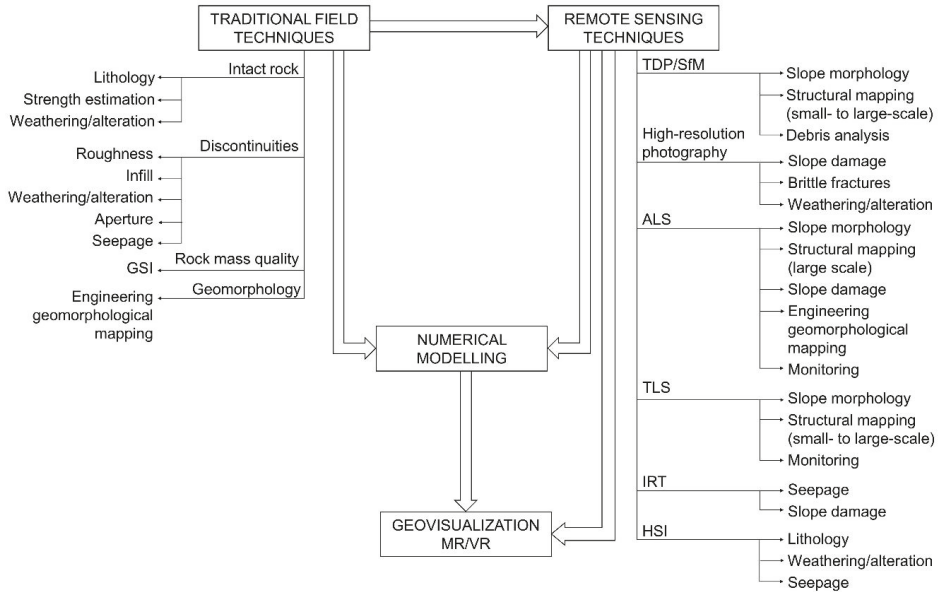 TRADITIONAL FIELD
TECHNIQUES
Intact rock
Lithology
Strength estimation
Weathering/alteration
Discontinuities
Roughness
Infill
Weathering/alteration
Aperture
Seepage
Rock mass quality
GSI
Geomorphology
Engineering
geomorphological
mapping
REMOTE SENSING
TECHNIQUES
TDP/SfM
Slope morphology
Structural mapping
(small- to large-scale)
Debris analysis
High-resolution
photography
Slope damage
Brittle fractures
Weathering/alteration
ALS
Slope morphology
Structural mapping
(large scale)
Slope damage
Engineering
geomorphological
mapping
Monitoring
TLS
Slope morphology
Structural mapping
(small- to large-scale)
Monitoring
IRT
Seepage
Slope damage
HSI
Lithology
Weathering/alteration
Seepage
NUMERICAL
MODELLING
GEOVISUALIZATION
MR/VR